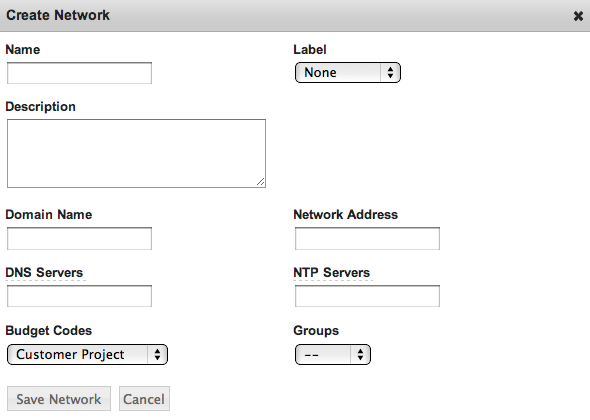 Create Network
Name Label
None
Description
Domain Name Network Address
DNS Servers NTP Servers
Budget Codes Groups
Customer Project --
Save Network Cancel